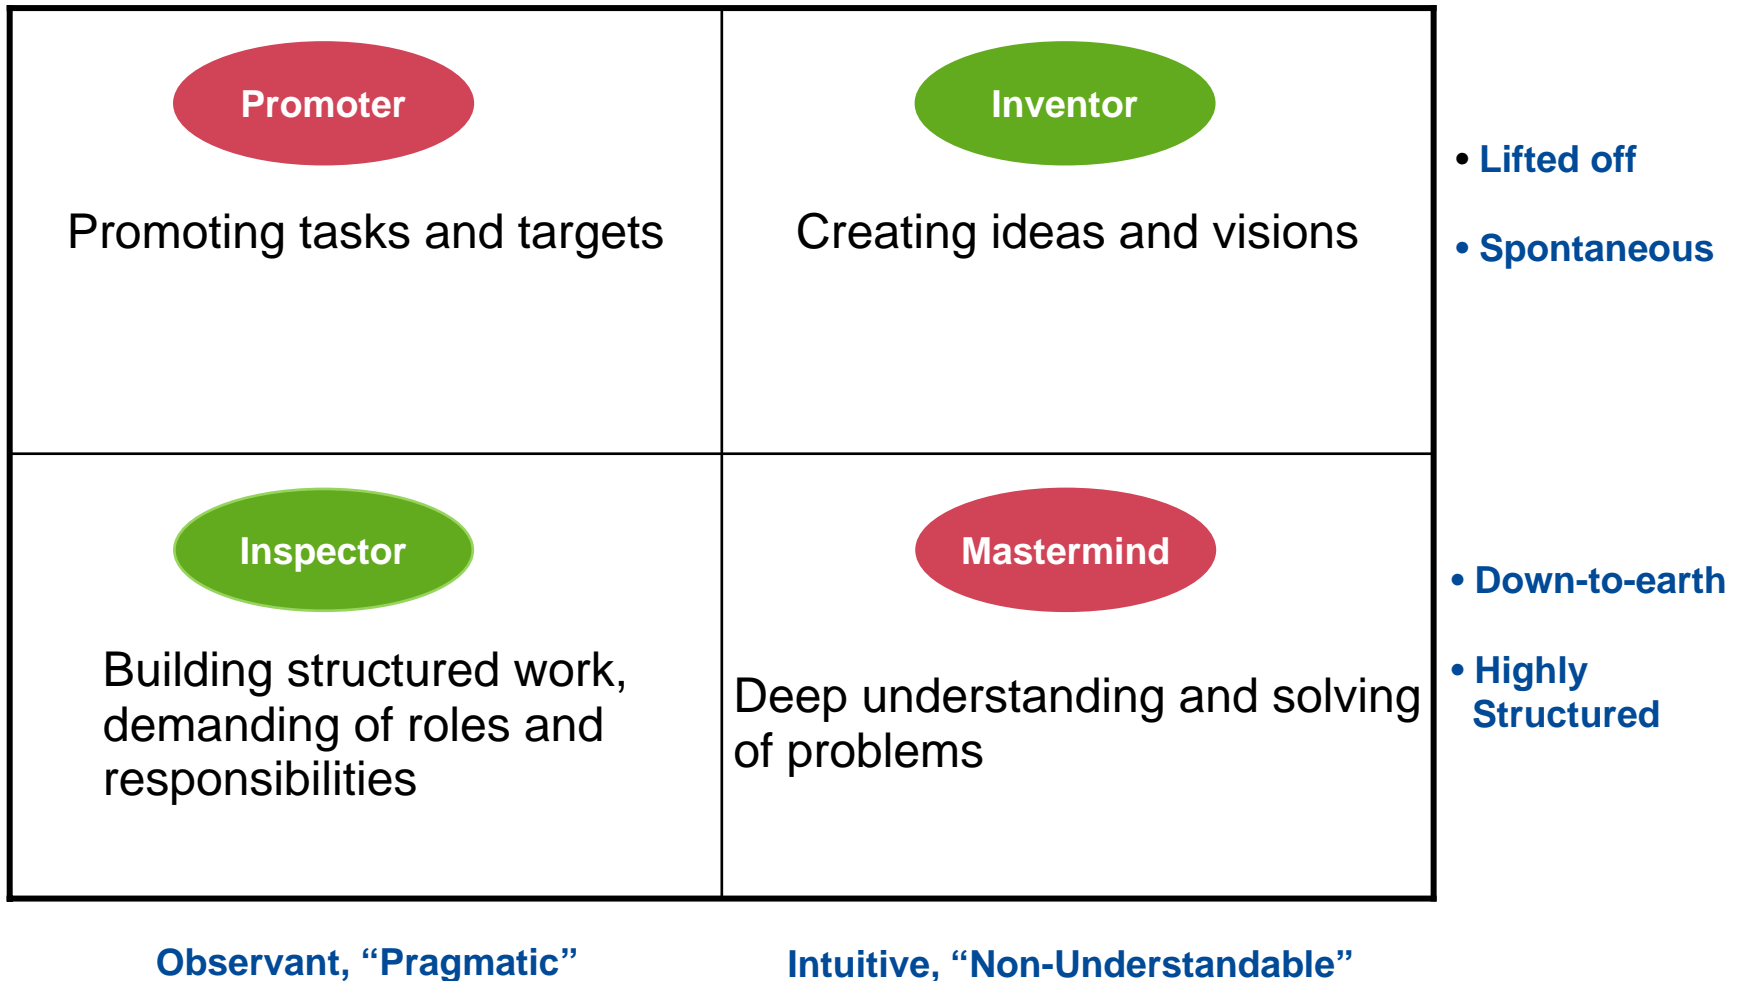 Promoter
Promoting tasks and targets
Inventor
Creating ideas and visions
• Lifted off
• Spontaneous
Inspector
Building structured work,
demanding of roles and
responsibilities
Mastermind
Deep understanding and solving
of problems
• Down-to-earth
• Highly
Structured
Observant, “Pragmatic”
Intuitive, “Non-Understandable”